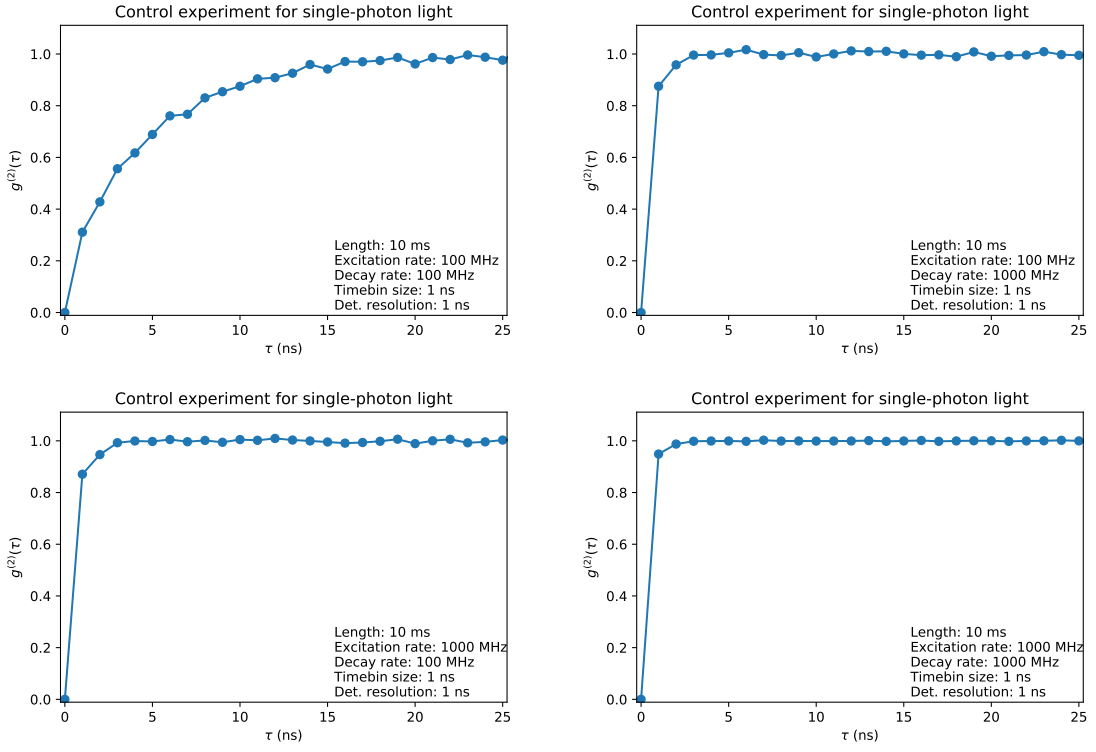 Control experiment for single-photon light
1.0
0.8
0.6
0.4
0.2
0.0
g(2)(τ)
Length: 10 ms
Excitation rate: 100 MHz
Decay rate: 100 MHz
Timebin size: 1 ns
Det. resolution: 1 ns
0 5 10 15 20 25
τ (ns)
Control experiment for single-photon light
1.0
0.8
0.6
0.4
0.2
0.0
g(2)(τ)
Length: 10 ms
Excitation rate: 100 MHz
Decay rate: 1000 MHz
Timebin size: 1 ns
Det. resolution: 1 ns
0 5 10 15 20 25
τ (ns)
Control experiment for single-photon light
1.0
0.8
0.6
0.4
0.2
0.0
g(2)(τ)
Length: 10 ms
Excitation rate: 1000 MHz
Decay rate: 100 MHz
Timebin size: 1 ns
Det. resolution: 1 ns
0 5 10 15 20 25
τ (ns)
Control experiment for single-photon light
1.0
0.8
0.6
0.4
0.2
0.0
g(2)(τ)
Length: 10 ms
Excitation rate: 1000 MHz
Decay rate: 1000 MHz
Timebin size: 1 ns
Det. resolution: 1 ns
0 5 10 15 20 25
τ (ns)